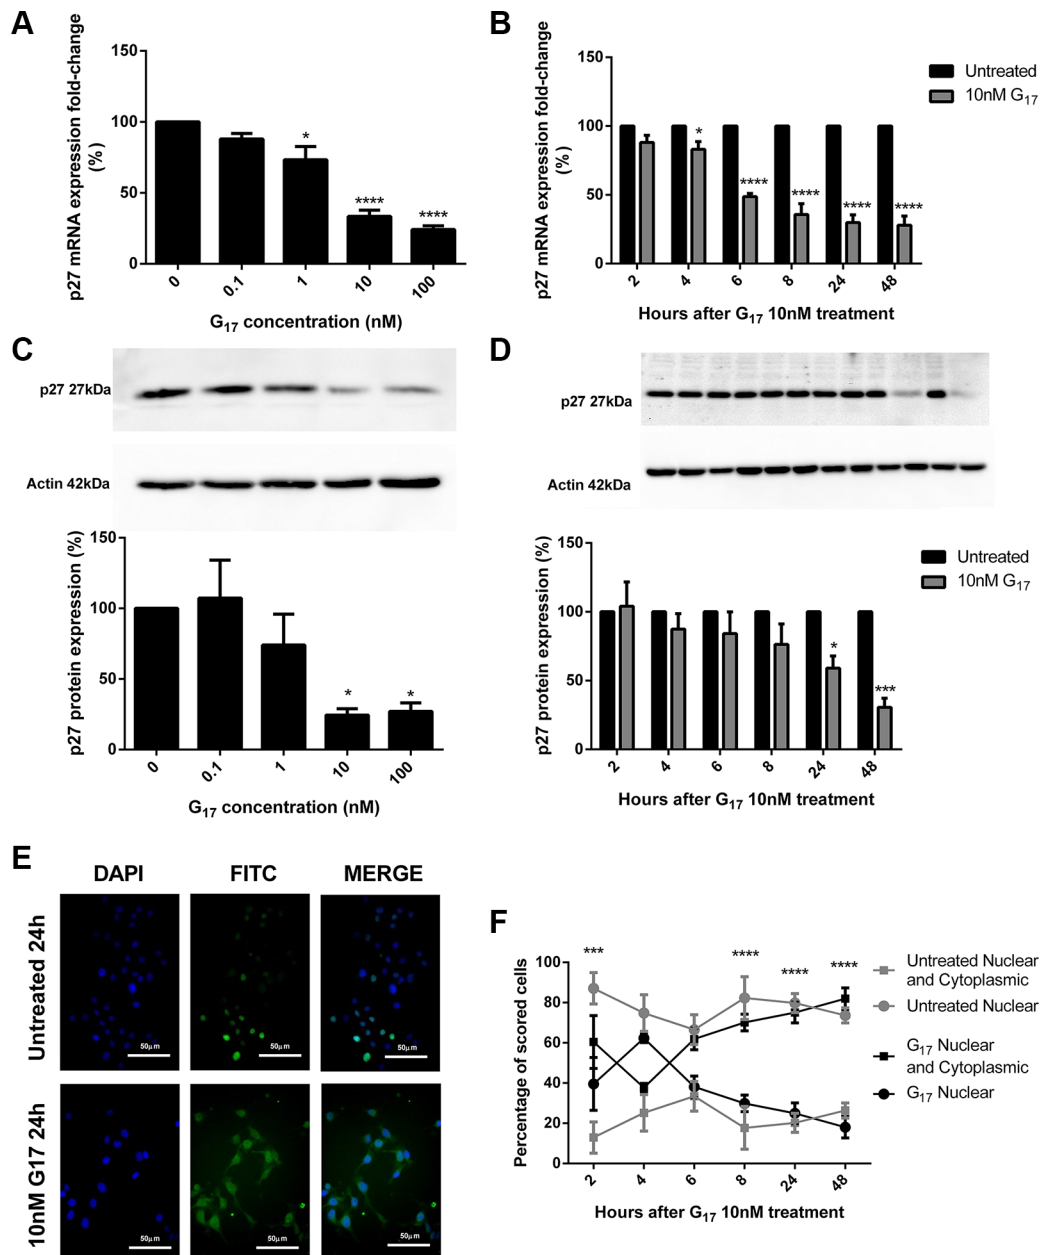 A
p27 mRNA expression fold-change
(%)
150
100
50
0
*
****
****
0
0.1
1
10
100
G17 concentration (nM)
B
p27 mRNA expression fold-change
(%)
150
100
50
0
*
****
****
****
****
2
4
6
8
24
48
Hours after G17 10nM treatment
Untreated
10nM G17
C
p27 27kDa
Actin 42kDa
p27 protein expression (%)
150
100
50
0
*
*
0
0.1
1
10
100
G17 concentration (nM)
D
p27 27kDa
Actin 42kDa
p27 protein expression (%)
150
100
50
0
*
***
2
4
6
8
24
48
Hours after G17 10nM treatment
Untreated
10nM G17
E
DAPI
FITC
MERGE
Untreated 24h
50µm
50µm
50µm
10nM G17 24h
50µm
50µm
50µm
F
Percentage of scored cells
100
80
60
40
20
0
***
****
****
****
2
4
6
8
24
48
Hours after G17 10nM treatment
Untreated Nuclear
and Cytoplasmic
Untreated Nuclear
G17 Nuclear
and Cytoplasmic
G17 Nuclear